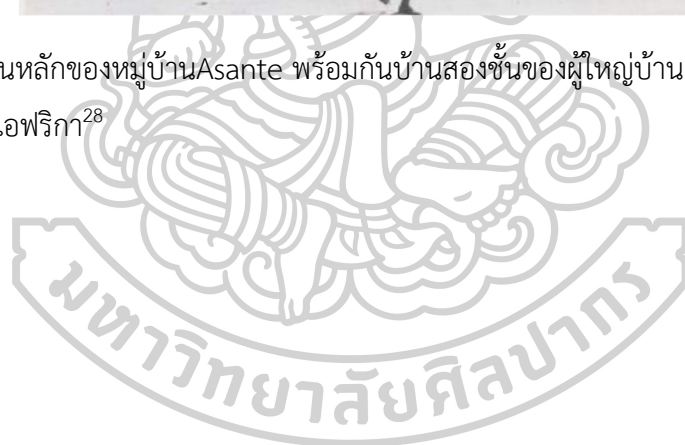 นหลักของหมู่บ้านAsante พร้อมกันบ้านสองชั้นของผู้ใหญ่บ้าน
อฟริกา28
มหาวิทยาลัยศิลปากร